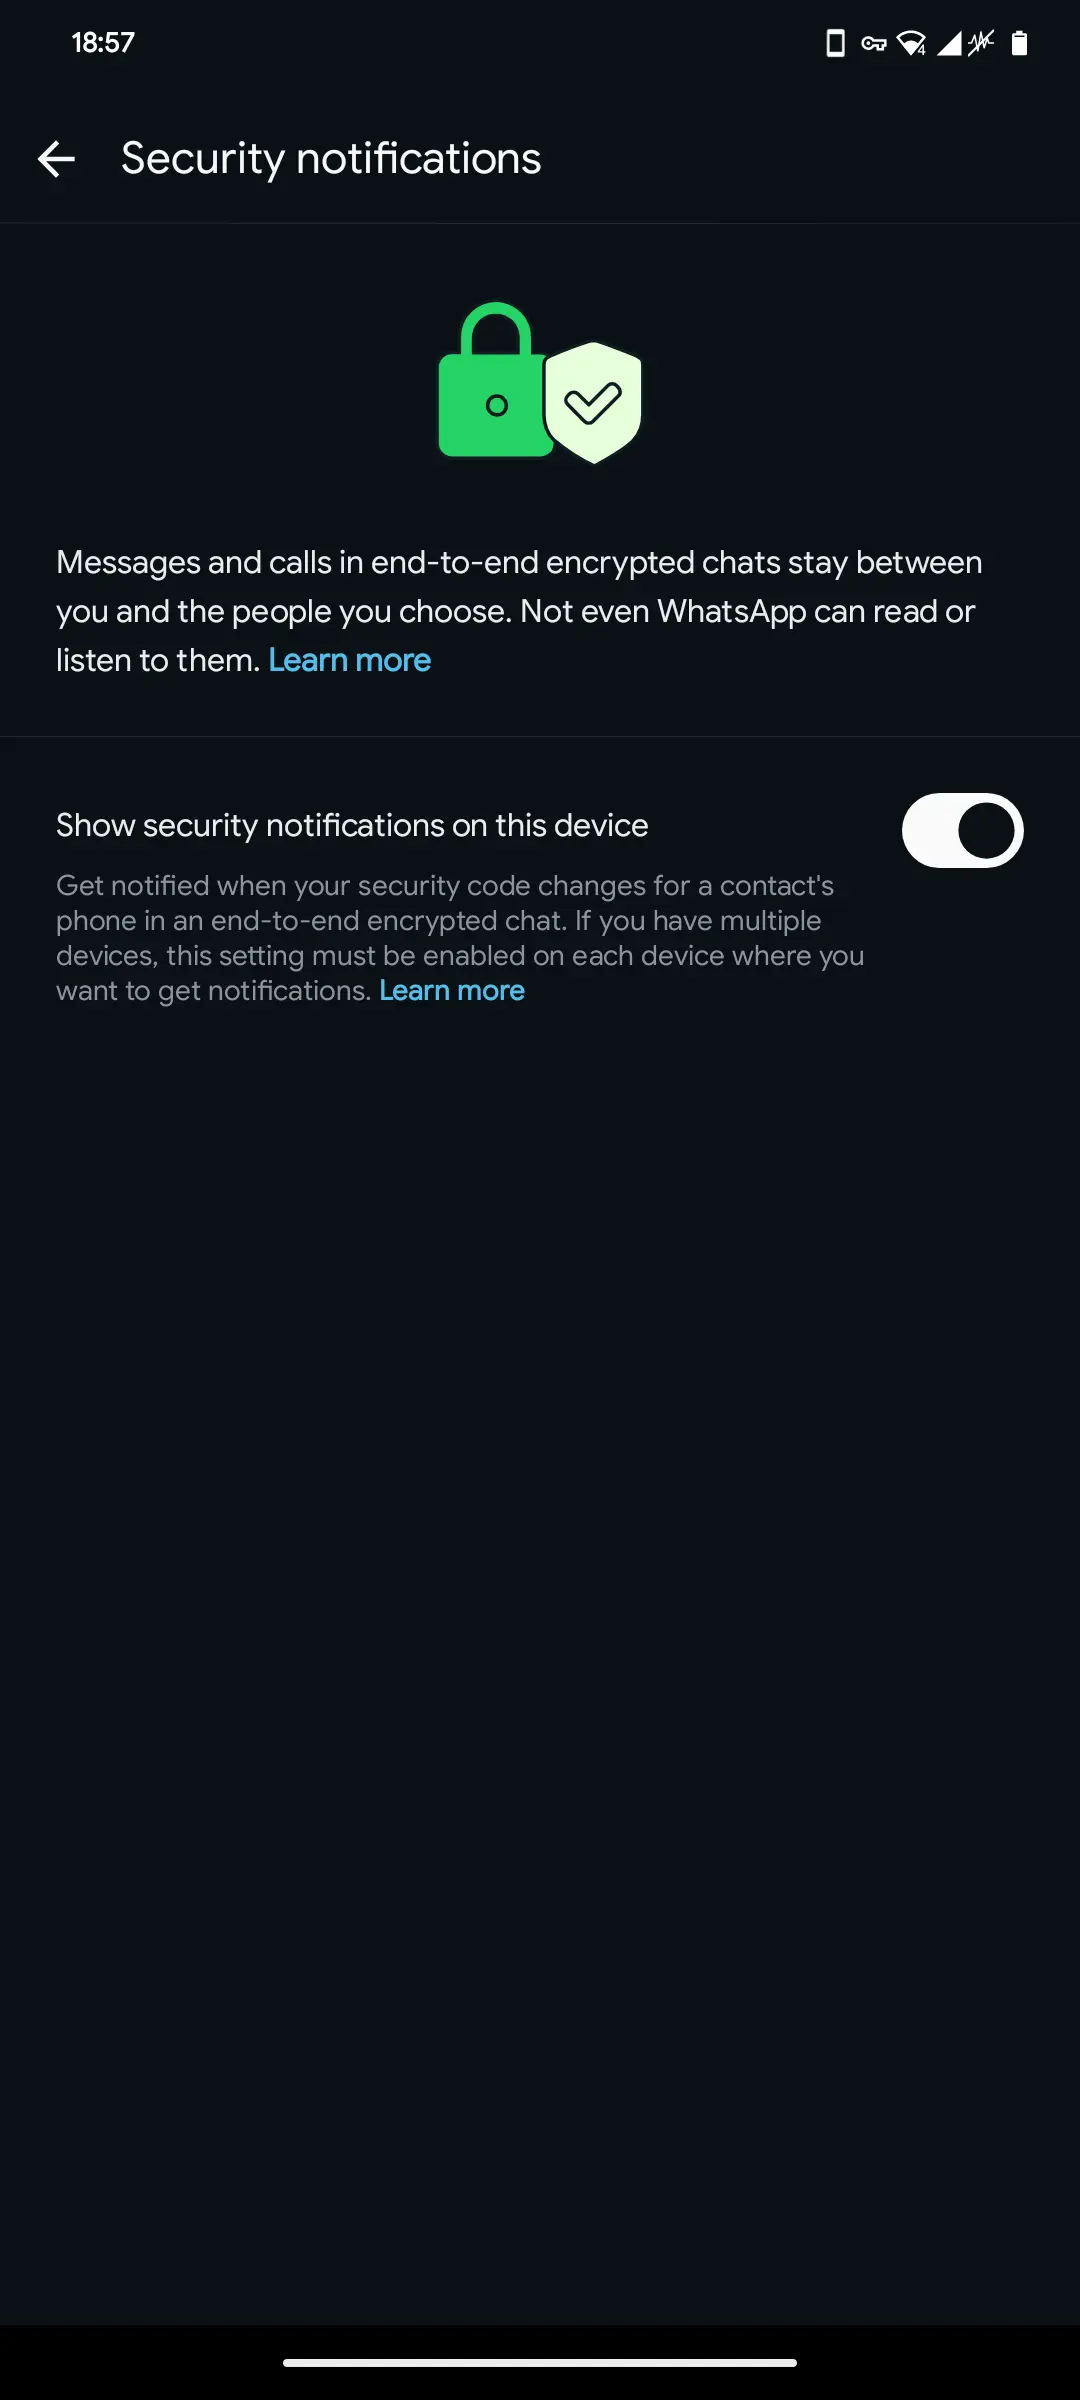 18:57
4
Security notifications
Messages and calls in end-to-end encrypted chats stay between
you and the people you choose. Not even WhatsApp can read or
listen to them. Learn more
Show security notifications on this device
Get notified when your security code changes for a contact's
phone in an end-to-end encrypted chat. If you have multiple
devices, this setting must be enabled on each device where you
want to get notifications. Learn more